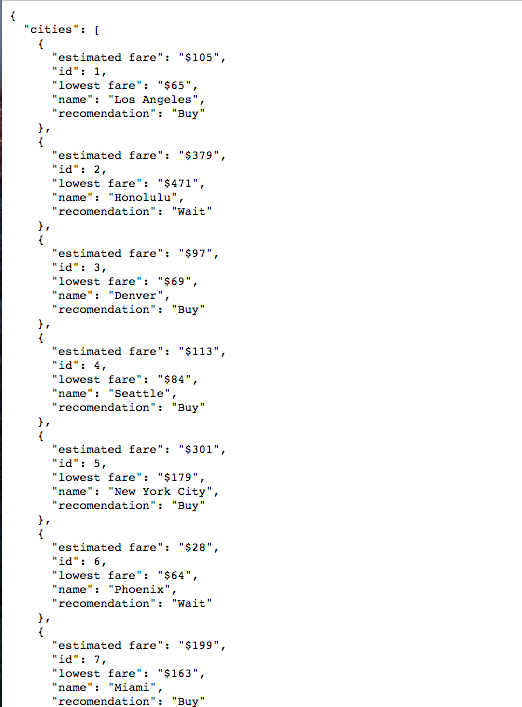 {
  "cities": [
    {
      "estimated fare": "$105",
      "id": 1,
      "lowest fare": "$65",
      "name": "Los Angeles",
      "recomendation": "Buy"
    },
    {
      "estimated fare": "$379",
      "id": 2,
      "lowest fare": "$471",
      "name": "Honolulu",
      "recomendation": "Wait"
    },
    {
      "estimated fare": "$97",
      "id": 3,
      "lowest fare": "$69",
      "name": "Denver",
      "recomendation": "Buy"
    },
    {
      "estimated fare": "$113",
      "id": 4,
      "lowest fare": "$84",
      "name": "Seattle",
      "recomendation": "Buy"
    },
    {
      "estimated fare": "$301",
      "id": 5,
      "lowest fare": "$179",
      "name": "New York City",
      "recomendation": "Buy"
    },
    {
      "estimated fare": "$28",
      "id": 6,
      "lowest fare": "$64",
      "name": "Phoenix",
      "recomendation": "Wait"
    },
    {
      "estimated fare": "$199",
      "id": 7,
      "lowest fare": "$163",
      "name": "Miami",
      "recomendation": "Buy"